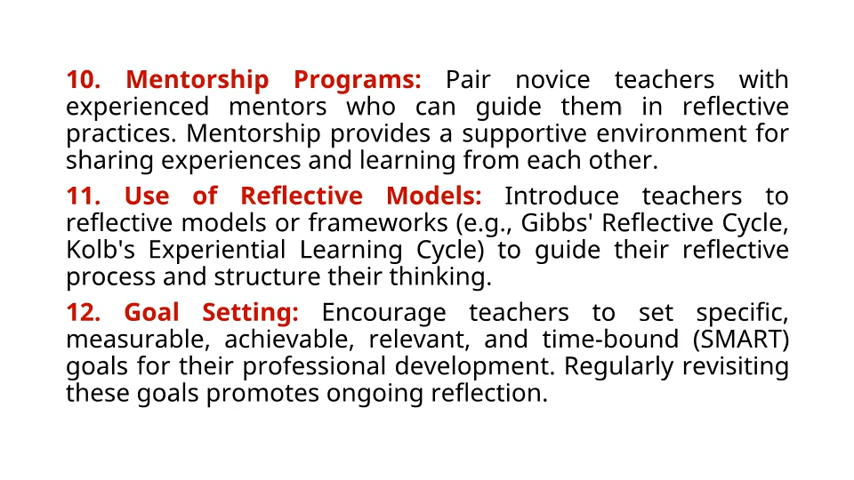 10. Mentorship Programs: Pair novice teachers with
experienced mentors who can guide them in reflective
practices. Mentorship provides a supportive environment for
sharing experiences and learning from each other.
11. Use of Reflective Models: Introduce teachers to
reflective models or frameworks (e.g., Gibbs' Reflective Cycle,
Kolb's Experiential Learning Cycle) to guide their reflective
process and structure their thinking.
12. Goal Setting: Encourage teachers to set specific,
measurable, achievable, relevant, and time-bound (SMART)
goals for their professional development. Regularly revisiting
these goals promotes ongoing reflection.